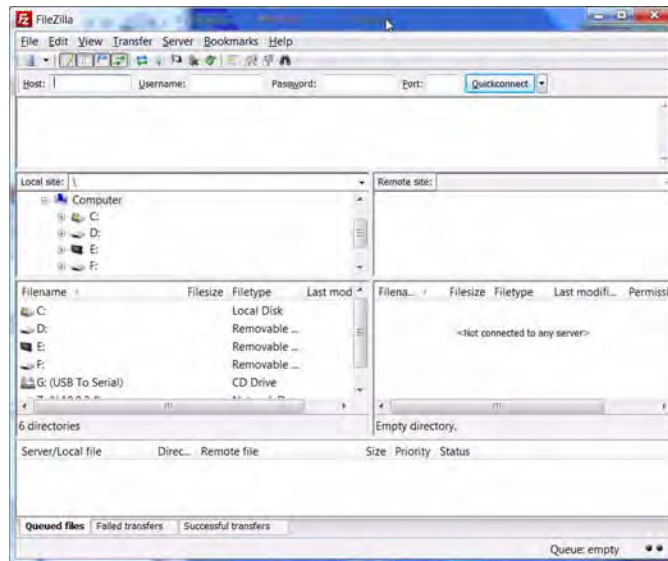 FileZilla
File Edit View Transfer Server Bookmarks Help
Host: Username: Password: Port: Quickconnect
Local site: \
Remote site:
Computer
C:
D:
E:
F:
Filename Filesize Filetype Last mod
C: Local Disk
D: Removable ...
E: Removable ...
F: Removable ...
G: (USB To Serial) CD Drive
6 directories
Filena... Filesize Filetype Last modifi... Permissi
<Not connected to any server>
Empty directory.
Server/Local file Direc... Remote file Size Priority Status
Queued files Failed transfers Successful transfers
Queue: empty